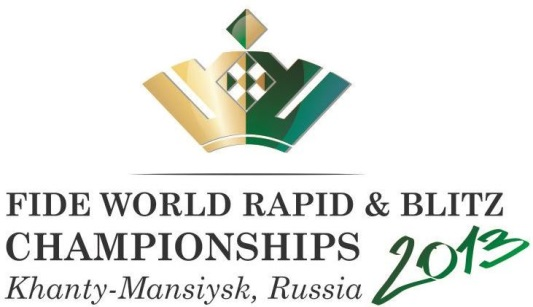 FIDE WORLD RAPID & BLITZ
CHAMPIONSHIPS 2013
Khanty-Mansiysk, Russia